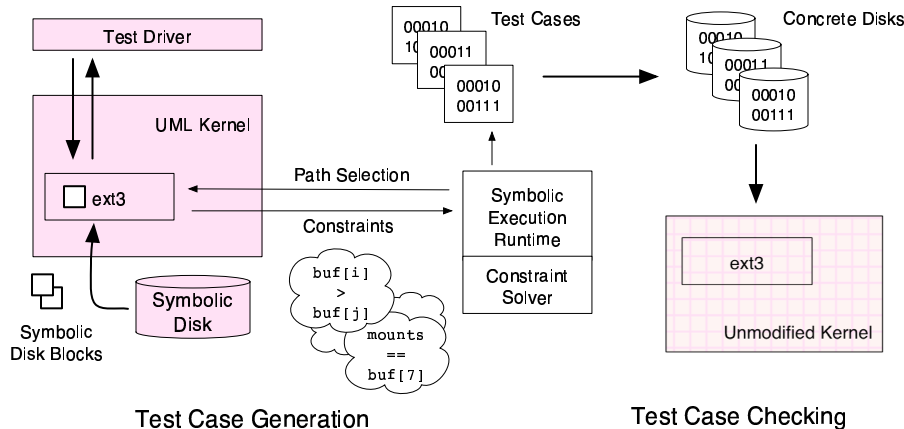 Test Driver
UML Kernel
ext3
Symbolic
Disk Blocks
Symbolic
Disk
Path Selection
Constraints
buf[i]
>
buf[j]
mounts
==
buf[7]
Symbolic
Execution
Runtime
Constraint
Solver
Test Cases
00010
10
00011
00
00010
00111
Concrete Disks
00010
10
00011
00
00010
00111
ext3
Unmodified Kernel
Test Case Generation
Test Case Checking